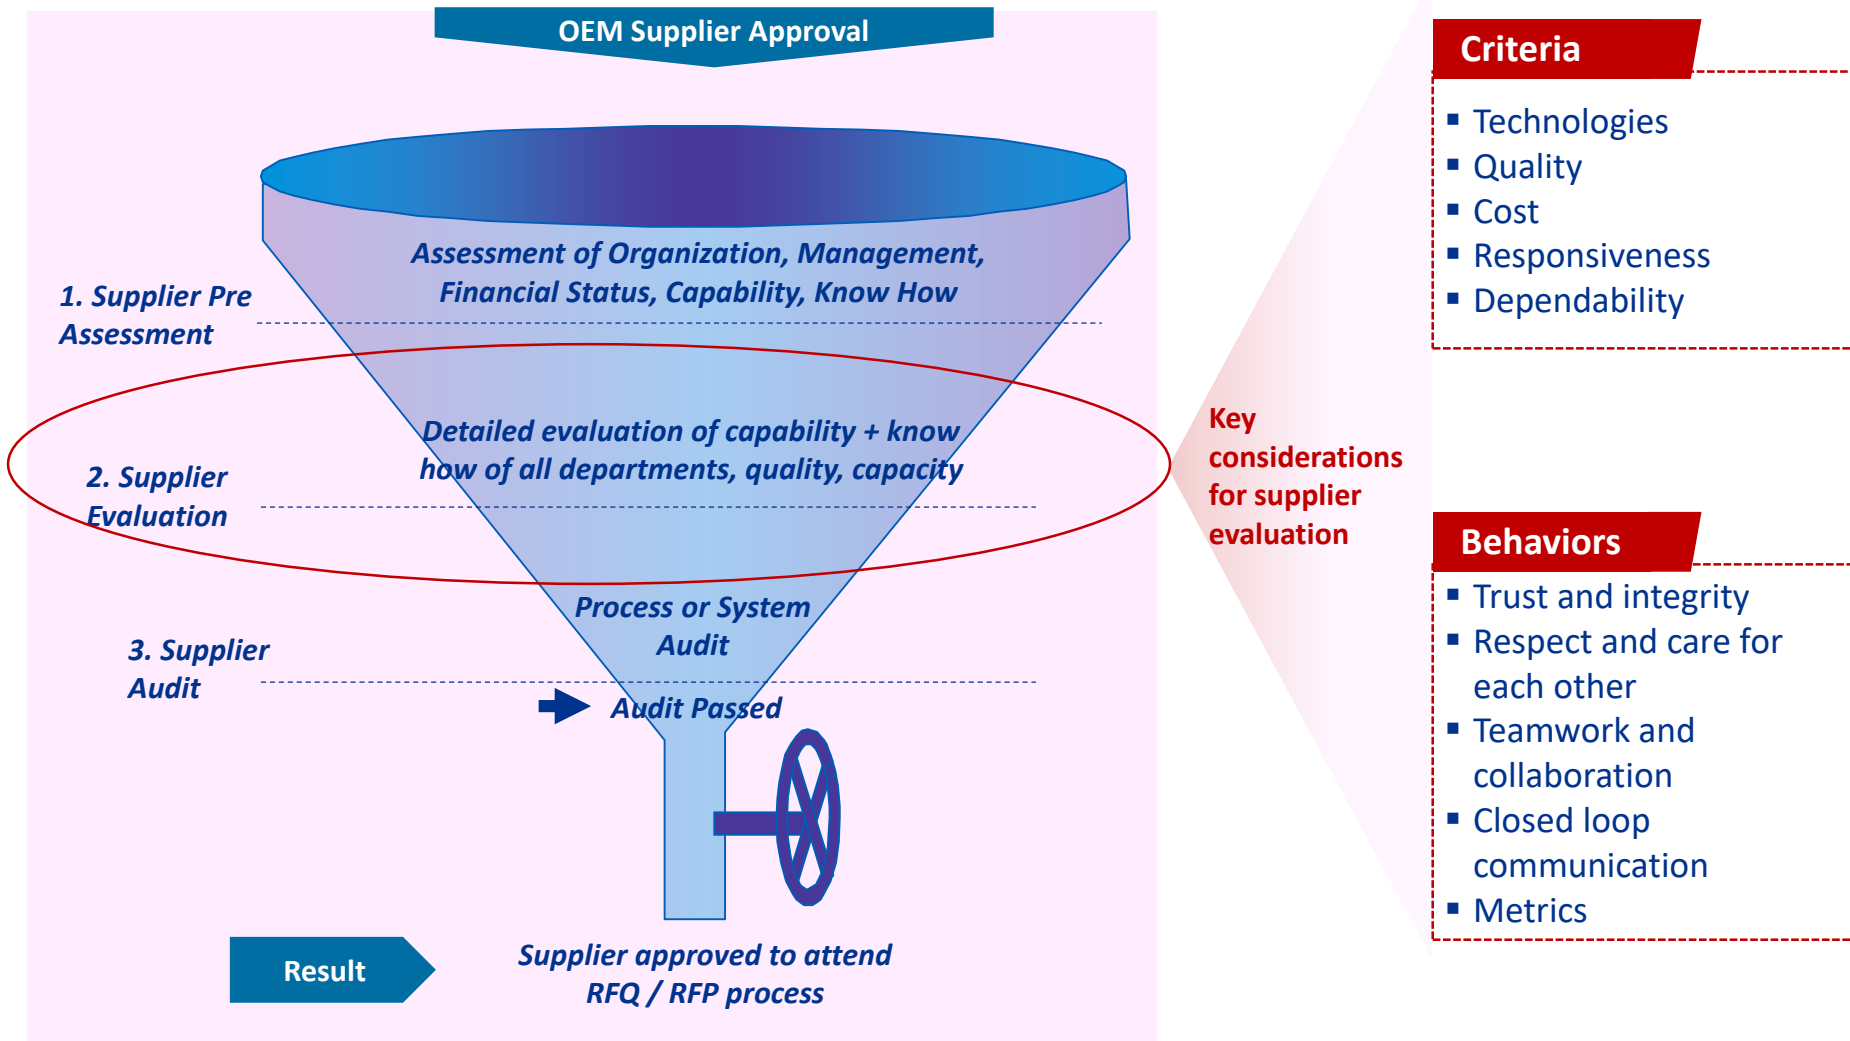 OEM Supplier Approval
Assessment of Organization, Management,
Financial Status, Capability, Know How
1. Supplier Pre
Assessment
Detailed evaluation of capability + know
how of all departments, quality, capacity
2. Supplier
Evaluation
Process or System
Audit
3. Supplier
Audit
Audit Passed
Result
Supplier approved to attend
RFQ / RFP process
Key
considerations
for supplier
evaluation
Criteria
▪ Technologies
▪ Quality
▪ Cost
▪ Responsiveness
▪ Dependability
Behaviors
▪ Trust and integrity
▪ Respect and care for
each other
▪ Teamwork and
collaboration
▪ Closed loop
communication
▪ Metrics